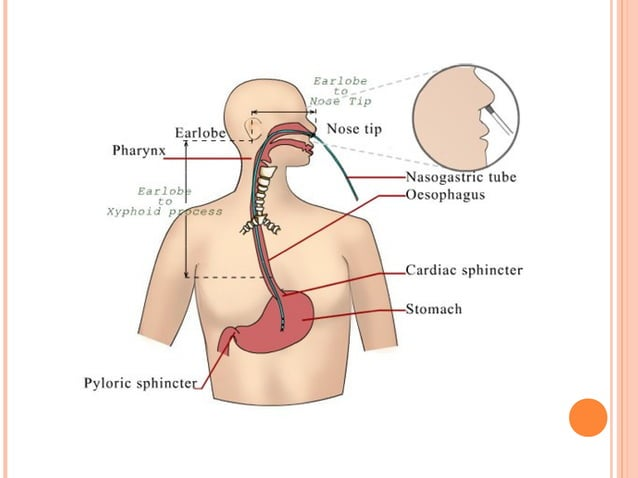 Earlobe
to
Nose Tip
Earlobe
Nose tip
Pharynx
Nasogastric tube
Earlobe
to
Xyphoid process
Oesophagus
Cardiac sphincter
Stomach
Pyloric sphincter